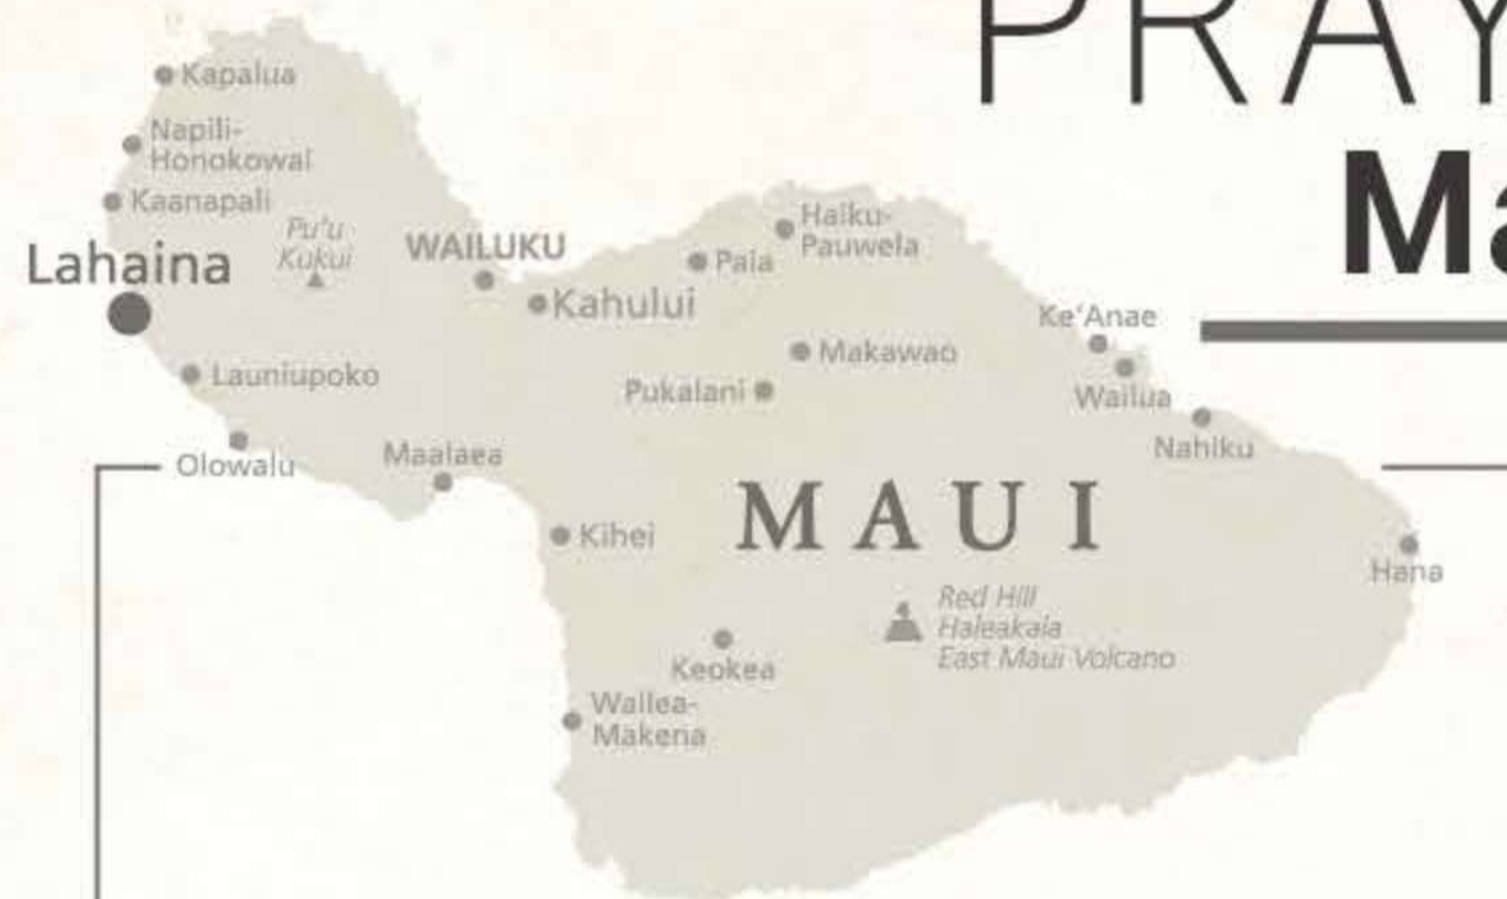 PRAY
Ma
Kapalua
Napili-
Honokowai
Kaanapali
Pu'u
Kukui
Lahaina
WAILUKU
Kahului
Paia
Haiku-
Pauwela
Launiupoko
Makawao
Pukalani
Ke'Anae
Wailua
Nahiku
Olowalu
Maalaea
Kihei
MAUI
Hana
Red Hill
Haleakala
East Maui Volcano
Keokea
Wailea-
Makena